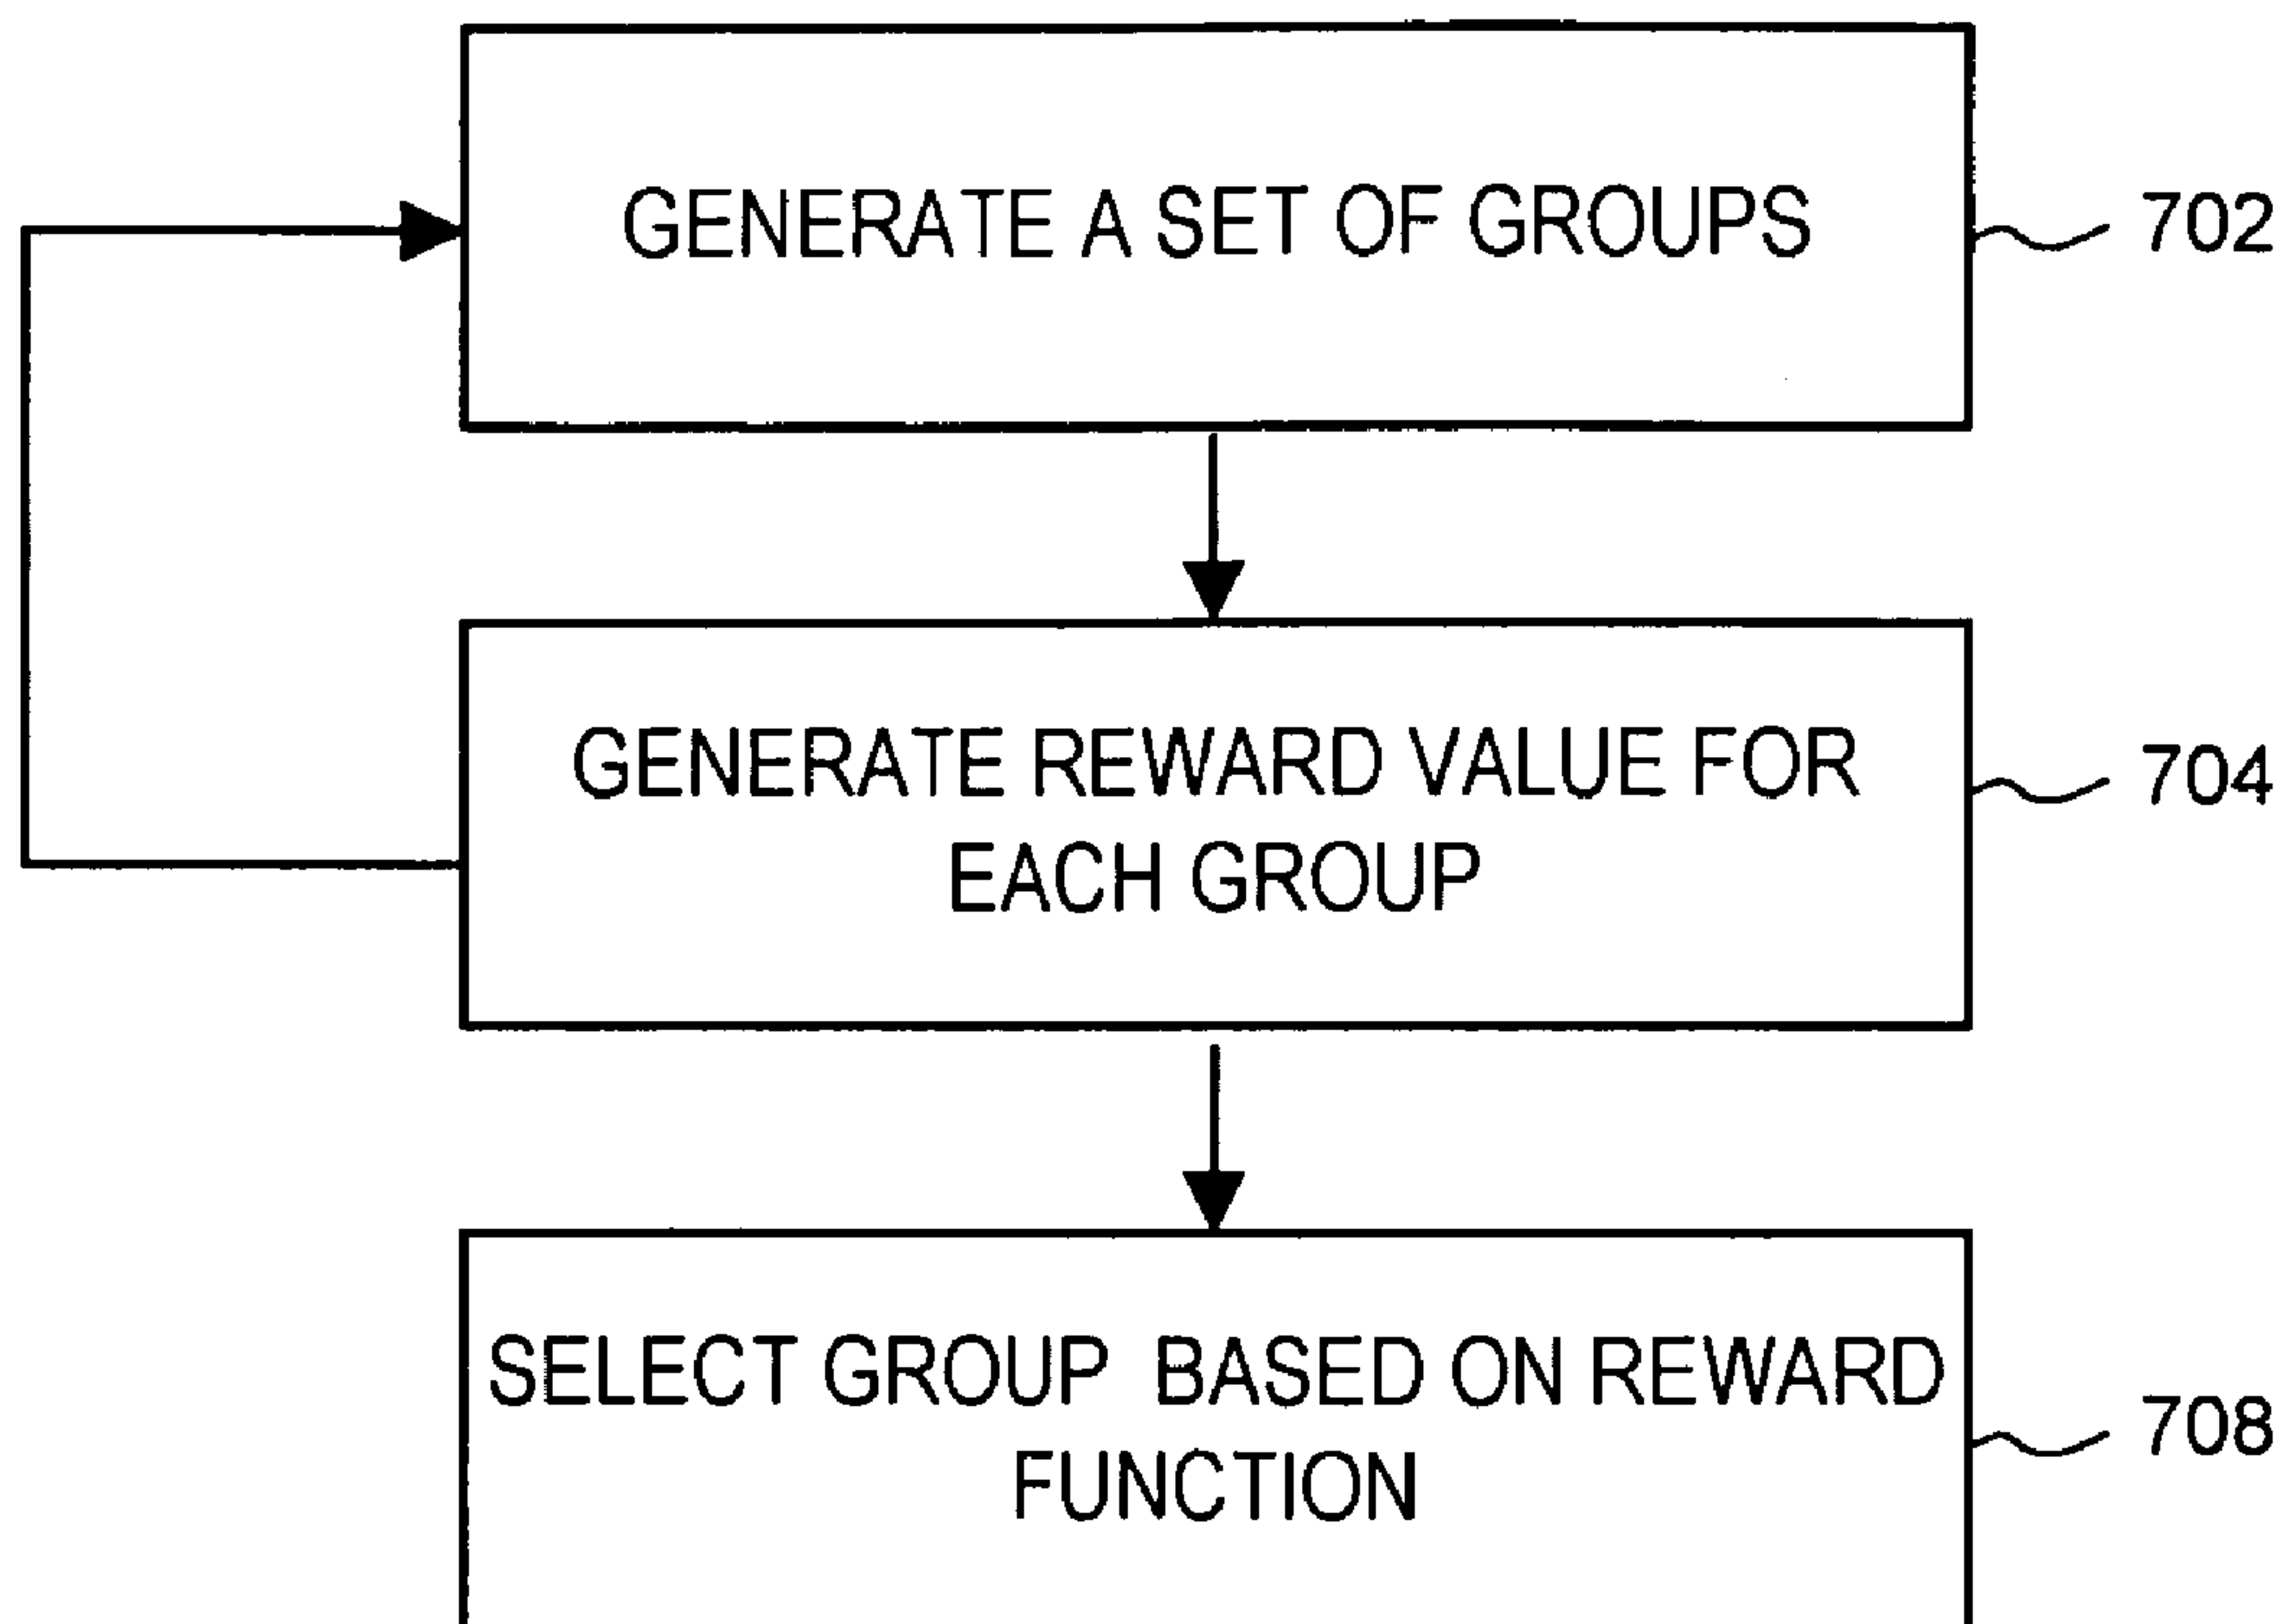 GENERATE A SET OF GROUPS
702
GENERATE REWARD VALUE FOR
EACH GROUP
704
SELECT GROUP BASED ON REWARD
FUNCTION
708